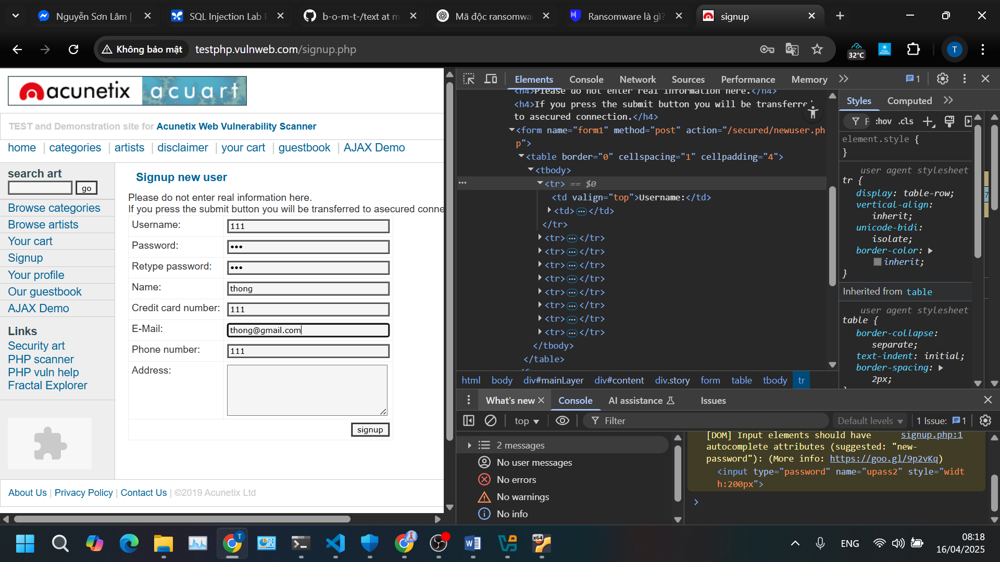 Nguyễn Sơn Lâm |
SQL Injection Lab
b-o-m-t-/text at m
Mã độc ransomwa
Ransomware là gì?
signup
Không bảo mật
testphp.vulnweb.com/signup.php
32°C
T
acunetix acuart
TEST and Demonstration site for Acunetix Web Vulnerability Scanner
home | categories | artists | disclaimer | your cart | guestbook | AJAX Demo
search art
go
Browse categories
Browse artists
Your cart
Signup
Your profile
Our guestbook
AJAX Demo
Links
Security art
PHP scanner
PHP vuln help
Fractal Explorer
Signup new user
Please do not enter real information here.
If you press the submit button you will be transferred to asecured conne
Username: 111
Password: •••
Retype password: •••
Name: thong
Credit card number: 111
E-Mail: thong@gmail.com
Phone number: 111
Address:
signup
About Us | Privacy Policy | Contact Us | ©2019 Acunetix Ltd
Elements Console Network Sources Performance Memory
1
<h4>Please do not enter real information here.</h4>
<h4>If you press the submit button you will be transferre
to asecured connection.</h4>
<form name="form1" method="post" action="/secured/newuser.ph
p">
<table border="0" cellspacing="1" cellpadding="4">
<tbody>
<tr> == $0
<td valign="top">Username:</td>
<td>…</td>
</tr>
<tr>…</tr>
<tr>…</tr>
<tr>…</tr>
<tr>…</tr>
<tr>…</tr>
<tr>…</tr>
<tr>…</tr>
<tr>…</tr>
</tbody>
</table>
html body div#mainLayer div#content div.story form table tbody tr
Styles Computed
F :hov .cls
element.style {
}
user agent stylesheet
tr {
display: table-row;
vertical-align:
inherit;
unicode-bidi:
isolate;
border-color:
inherit;
}
Inherited from table
user agent stylesheet
table {
border-collapse:
separate;
text-indent: initial;
border-spacing:
2px;
7
What's new Console AI assistance Issues
top Filter Default levels 1 Issue: 1
2 messages
No user messages
No errors
No warnings
No info
[DOM] Input elements should have signup.php:1
autocomplete attributes (suggested: "new-
password"): (More info: https://goo.gl/9p2vKq)
<input type="password" name="upass2" style="widt
h:200px">
T
x64
ENG
08:18
16/04/2025